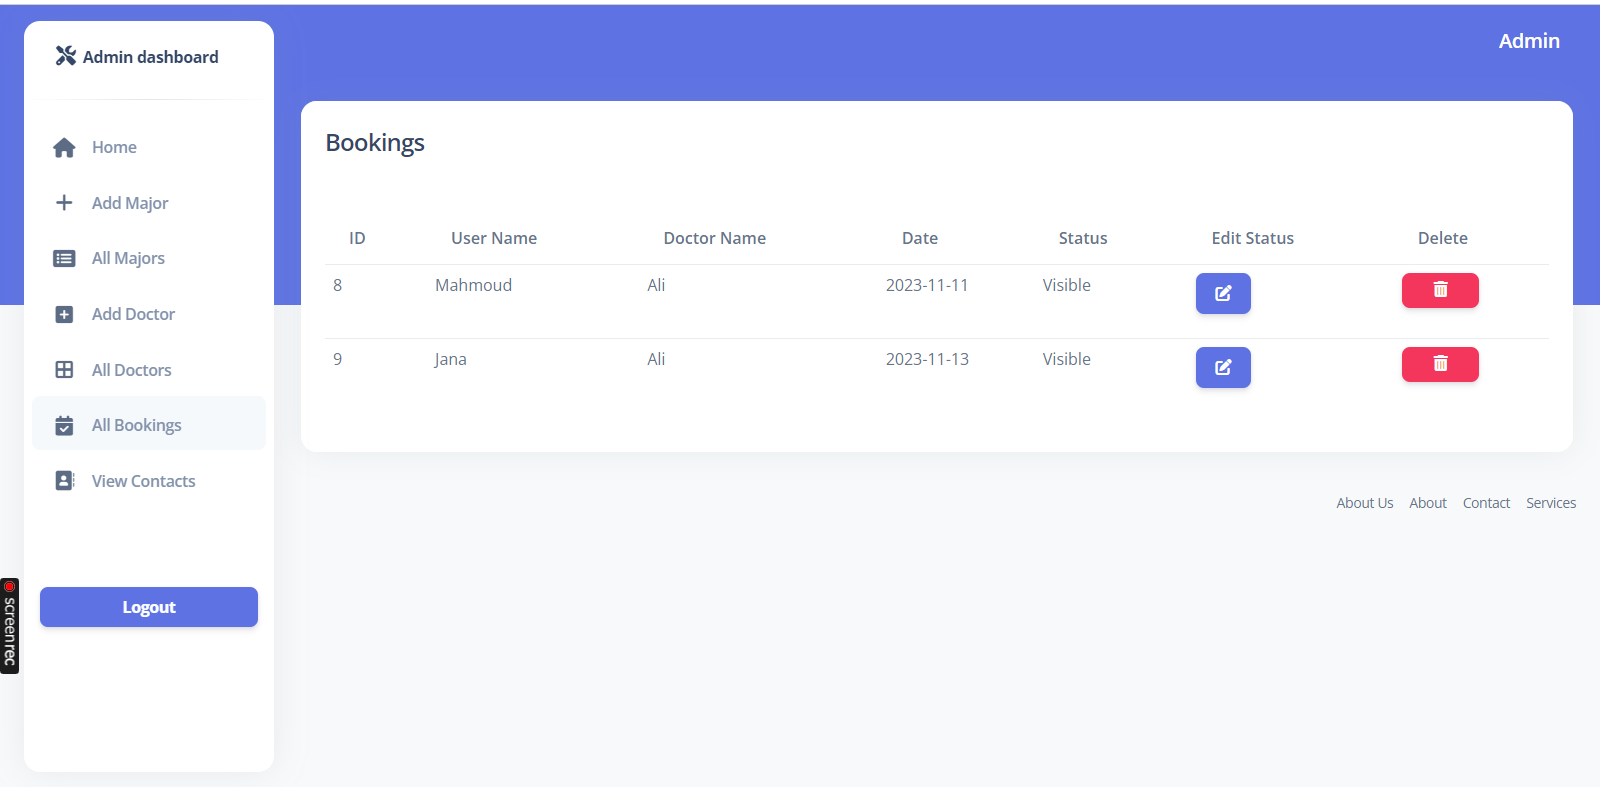 Admin dashboard
Admin
Home
Add Major
All Majors
Add Doctor
All Doctors
All Bookings
View Contacts
Logout
screenrec
Bookings
ID User Name Doctor Name Date Status Edit Status Delete
8 Mahmoud Ali 2023-11-11 Visible
9 Jana Ali 2023-11-13 Visible
About Us About Contact Services